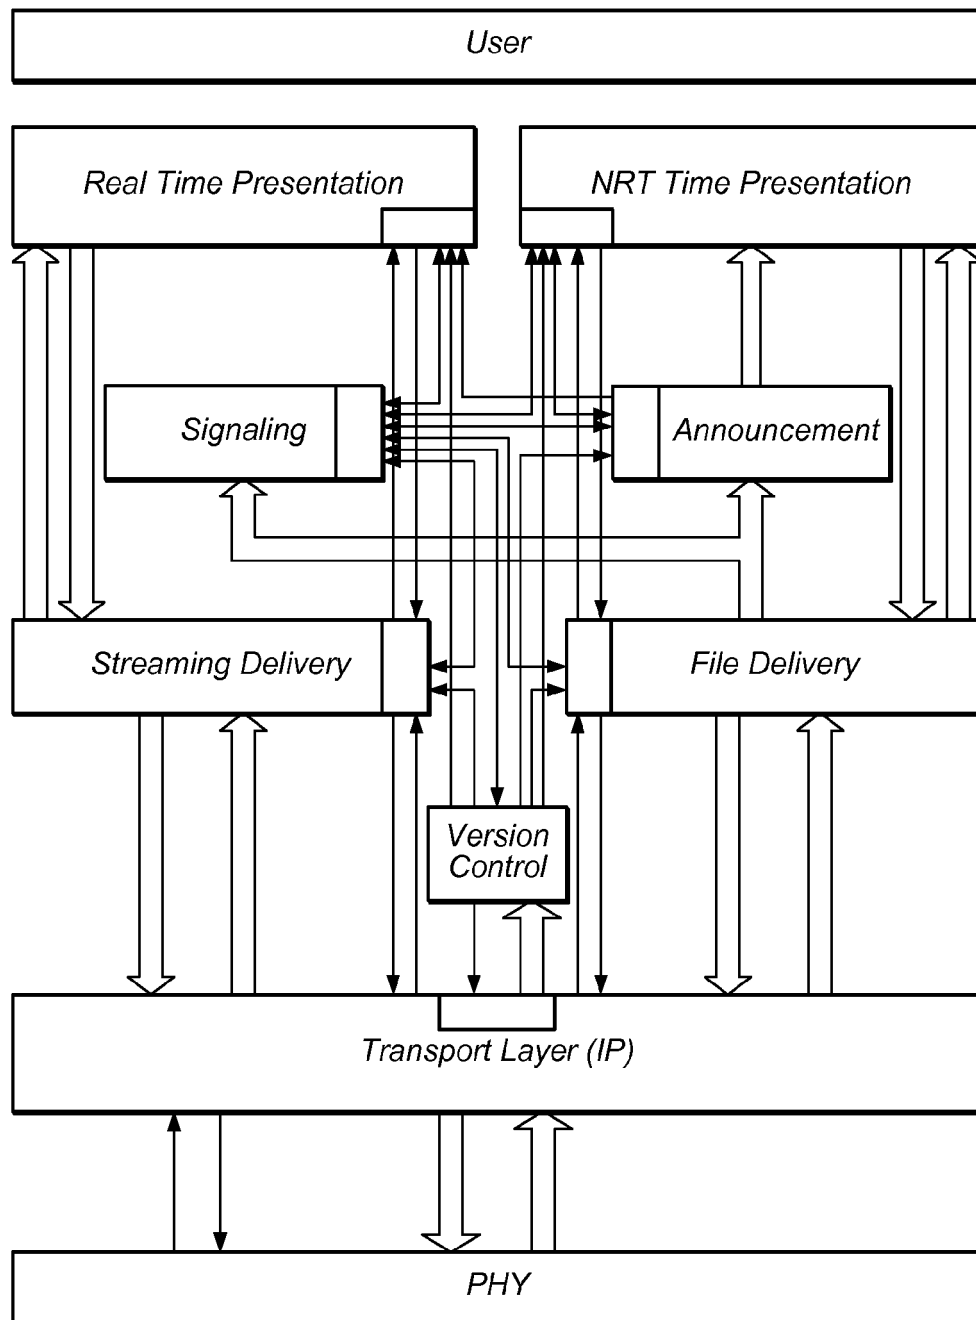 User
Real Time Presentation
NRT Time Presentation
Signaling
Announcement
Streaming Delivery
File Delivery
Version
Control
Transport Layer (IP)
PHY